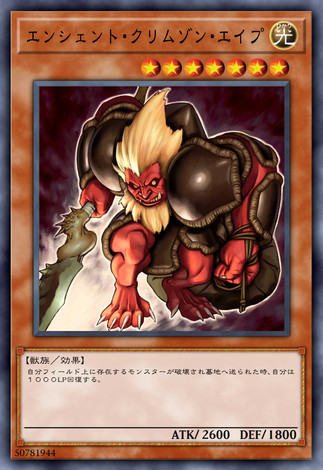 エンシェント・クリムゾン・エイプ
光
【獣族／効果】
自分フィールド上に存在するモンスターが破壊され墓地へ送られた時、自分は
１０００LP回復する。
ATK/ 2600 DEF/ 1800
S0781944